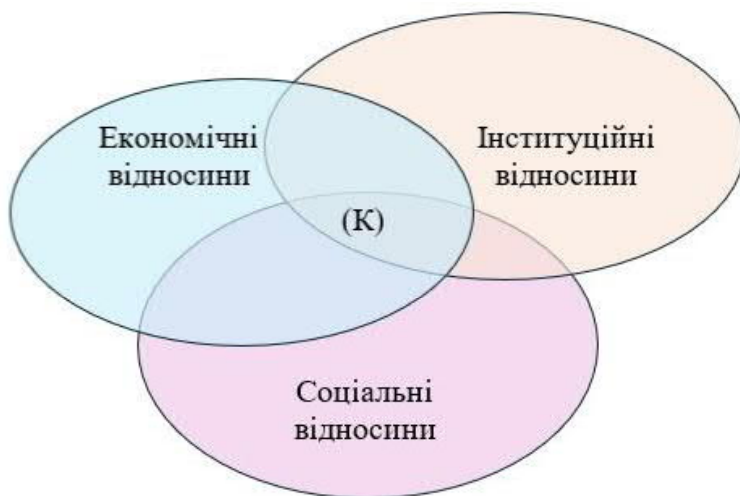 Економічні
відносини
Інституційні
відносини
(К)
Соціальні
відносини